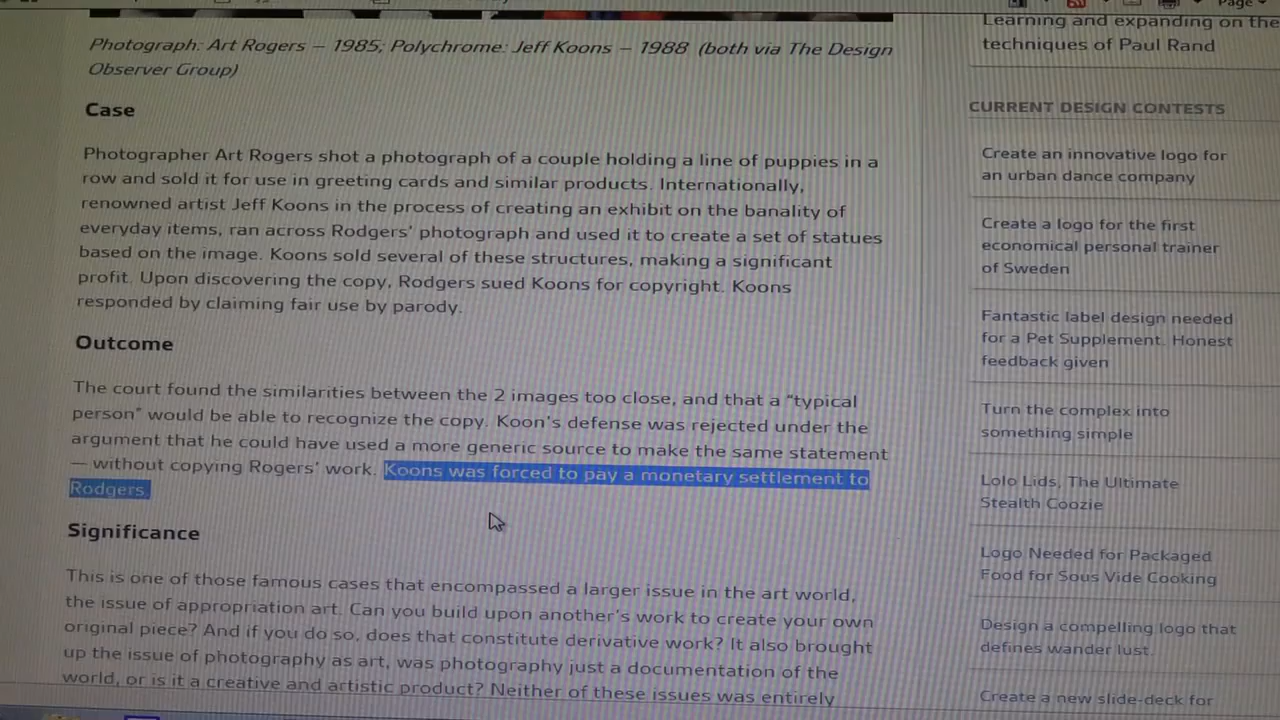 Page
Photograph: Art Rogers – 1985; Polychrome: Jeff Koons – 1988 (both via The Design
Observer Group)
Case
Photographer Art Rogers shot a photograph of a couple holding a line of puppies in a
row and sold it for use in greeting cards and similar products. Internationally,
renowned artist Jeff Koons in the process of creating an exhibit on the banality of
everyday items, ran across Rodgers' photograph and used it to create a set of statues
based on the image. Koons sold several of these structures, making a significant
profit. Upon discovering the copy, Rodgers sued Koons for copyright. Koons
responded by claiming fair use by parody.
Outcome
The court found the similarities between the 2 images too close, and that a “typical
person” would be able to recognize the copy. Koon's defense was rejected under the
argument that he could have used a more generic source to make the same statement
— without copying Rogers' work. Koons was forced to pay a monetary settlement to
Rodgers.
Significance
This is one of those famous cases that encompassed a larger issue in the art world,
the issue of appropriation art. Can you build upon another's work to create your own
original piece? And if you do so, does that constitute derivative work? It also brought
up the issue of photography as art, was photography just a documentation of the
world, or is it a creative and artistic product? Neither of these issues was entirely
Learning and expanding on the
techniques of Paul Rand
CURRENT DESIGN CONTESTS
Create an innovative logo for
an urban dance company
Create a logo for the first
economical personal trainer
of Sweden
Fantastic label design needed
for a Pet Supplement. Honest
feedback given
Turn the complex into
something simple
Lolo Lids, The Ultimate
Stealth Coozie
Logo Needed for Packaged
Food for Sous Vide Cooking
Design a compelling logo that
defines wander lust.
Create a new slide-deck for